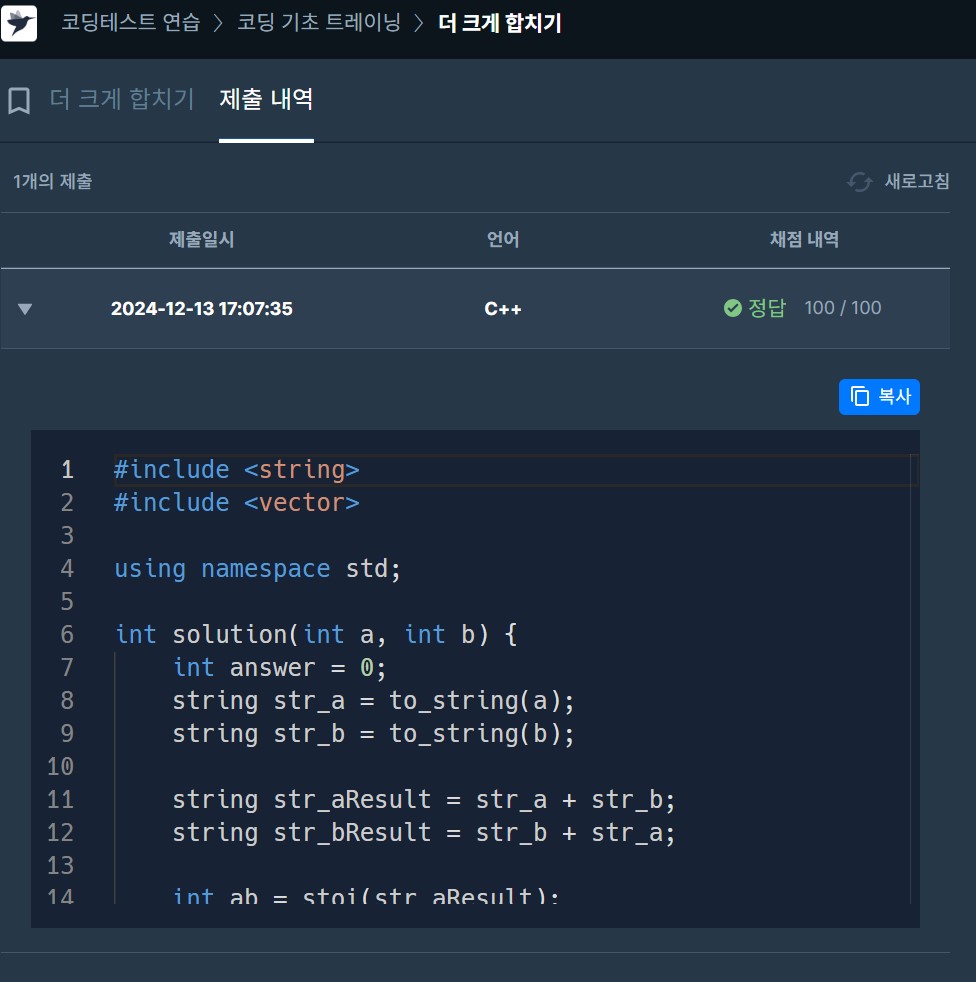 코딩테스트 연습 > 코딩 기초 트레이닝 > 더 크게 합치기
더 크게 합치기 제출 내역
1개의 제출 새로고침
제출일시 언어 채점 내역
▼ 2024-12-13 17:07:35 C++ 정답 100 / 100
복사
1 #include <string>
2 #include <vector>
3
4 using namespace std;
5
6 int solution(int a, int b) {
7 int answer = 0;
8 string str_a = to_string(a);
9 string str_b = to_string(b);
10
11 string str_aResult = str_a + str_b;
12 string str_bResult = str_b + str_a;
13
14 int ab = stoi(str_aResult);